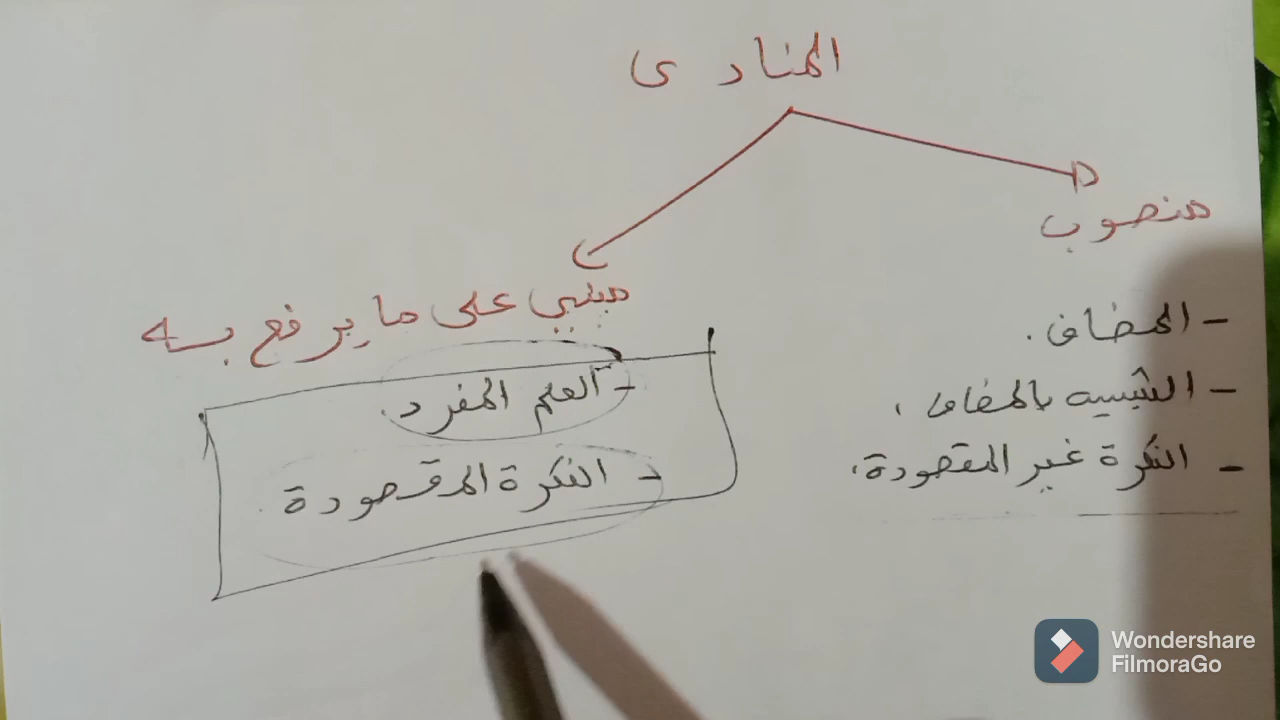 المنادى
منصوب
- المضاف.
- الشبيه بالمضاف.
- النكرة غير المقصودة.
مبني على ما يرفع به
- العلم المفرد.
- النكرة المقصودة
Wondershare
FilmoraGo